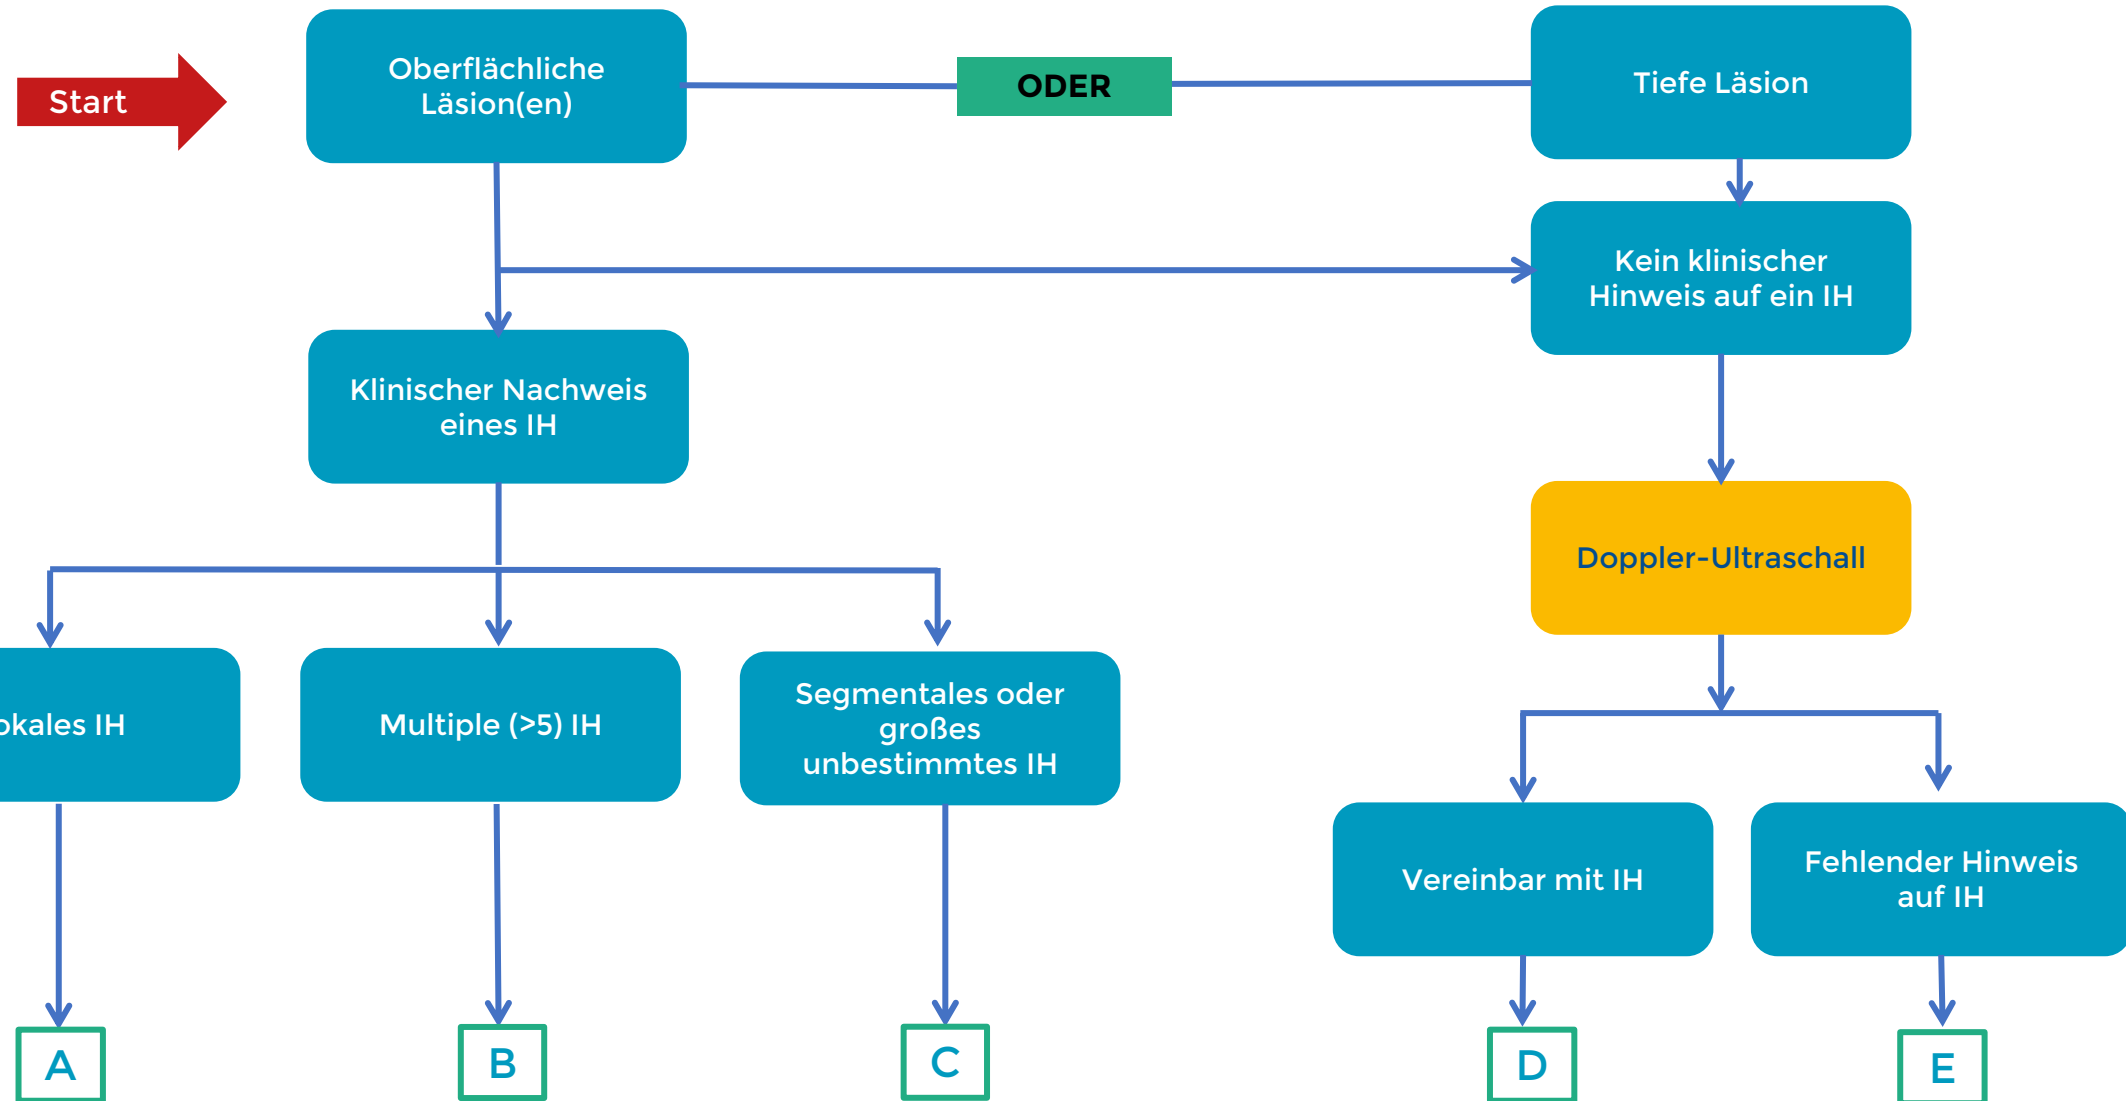 Start
Oberflächliche
Läsion(en)
ODER
Tiefe Läsion
Kein klinischer
Hinweis auf ein IH
Klinischer Nachweis
eines IH
Doppler-Ultraschall
okales IH
Multiple (>5) IH
Segmentales oder
großes
unbestimmtes IH
Vereinbar mit IH
Fehlender Hinweis
auf IH
A
B
C
D
E